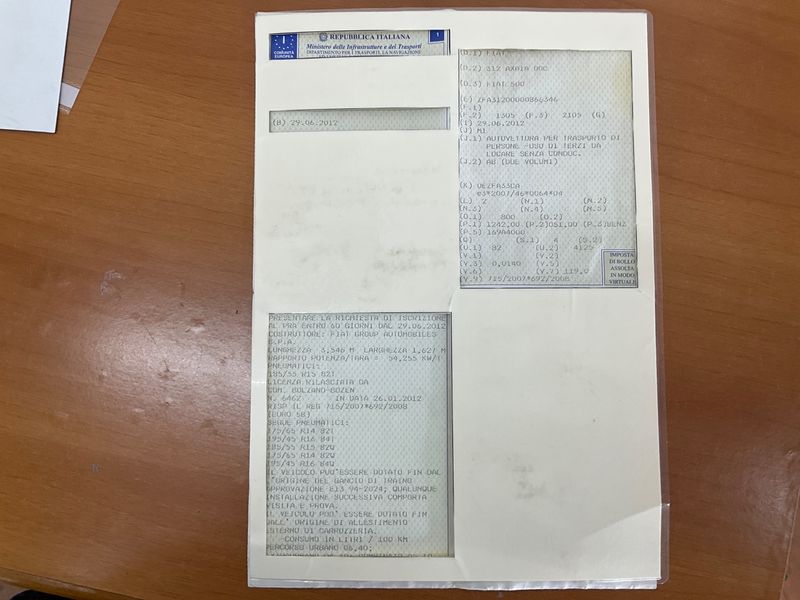 COMUNITÀ
EUROPEA
REPUBBLICA ITALIANA
1
Ministero delle Infrastrutture e dei Trasporti
DIPARTIMENTO PER I TRASPORTI, LA NAVIGAZIONE
(B) 29.06.2012
(D.1) FIAT
(D.2) 312 AXA1A 00C
(D.3) FIAT 500
(E) ZFA31200000866346
(F.1)
(F.2) 1305 (F.3) 2105 (G)
(I) 29.06.2012
(J) M1
(J.1) AUTOVETTURA PER TRASPORTO DI
PERSONE -USO DI TERZI DA
LOCARE SENZA CONDUC.
(J.2) AB (DUE VOLUMI)
(K) OEZFA33CA
e3*2007/46*0064*04
(L) 2 (N.1) (N.2)
(N.3) (N.4) (N.5)
(O.1) 800 (O.2)
(P.1) 1242,00 (P.2)051,00 (P.3)BENZ
(P.5) 169A4000
(Q) (S.1) 4 (S.2)
(U.1) 82 (U.2) 4125
(V.1) (V.2)
(V.3) 0,0140 (V.5)
(V.6) (V.7) 119,0
(V.9) 715/2007*692/2008
IMPOSTA
DI BOLLO
ASSOLTA
IN MODO
VIRTUALE
PRESENTARE LA RICHIESTA DI ISCRIZIONE
AL PRA ENTRO 60 GIORNI DAL 29.06.2012
COSTRUTTORE: FIAT GROUP AUTOMOBILES
S.P.A.
LUNGHEZZA 3,546 M LARGHEZZA 1,627 M
RAPPORTO POTENZA/TARA = 54,255 KW/T
PNEUMATICI:
185/55 R15 82T
LICENZA RILASCIATA DA
COM. BOLZANO-BOZEN
N. 6462 IN DATA 26.01.2012
RISP IL REG 715/2007*692/2008
(EURO 5B)
SEGUE PNEUMATICI:
175/65 R14 82T
195/45 R16 84T
185/55 R15 82Q
175/65 R14 82Q
195/45 R16 84Q
IL VEICOLO PUO'ESSERE DOTATO FIN DAL
L'ORIGINE DEL GANCIO DI TRAINO
APPROVAZIONE E13 94-2024; QUALUNQUE
INSTALLAZIONE SUCCESSIVA COMPORTA
VISITA E PROVA.
IL VEICOLO PUO' ESSERE DOTATO FIN
DALL' ORIGINE DI ALLESTIMENTO
ESTERNO DI CARROZZERIA.
-CONSUMO IN LITRI / 100 KM
PERCORSO URBANO 06,40;